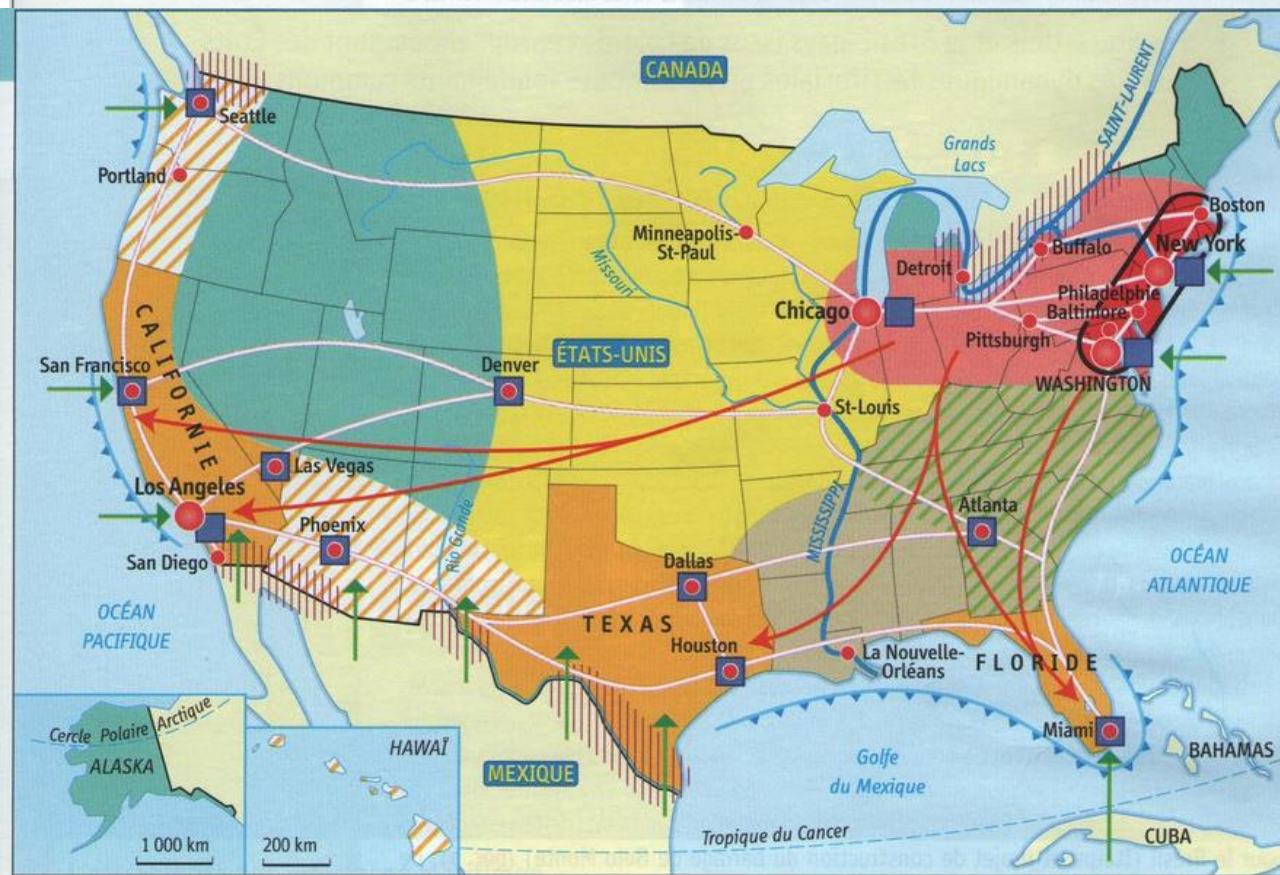 CANADA
SAINT-LAURENT
Seattle
Grands
Lacs
Portland
Boston
Minneapolis-
St-Paul
Buffalo
New York
Missouri
Detroit
Philadelphie
Baltimore
Chicago
Pittsburgh
CALIFORNIE
ÉTATS-UNIS
San Francisco
Denver
WASHINGTON
St-Louis
Las Vegas
Los Angeles
MISSISSIPPI
Phoenix
Rio Grande
Atlanta
San Diego
Dallas
OCÉAN
ATLANTIQUE
OCÉAN
PACIFIQUE
TEXAS
Houston
La Nouvelle-
Orléans
FLORIDE
Cercle Polaire Arctique
ALASKA
HAWAÏ
Miami
BAHAMAS
MEXIQUE
Golfe
du Mexique
1 000 km
200 km
Tropique du Cancer
CUBA